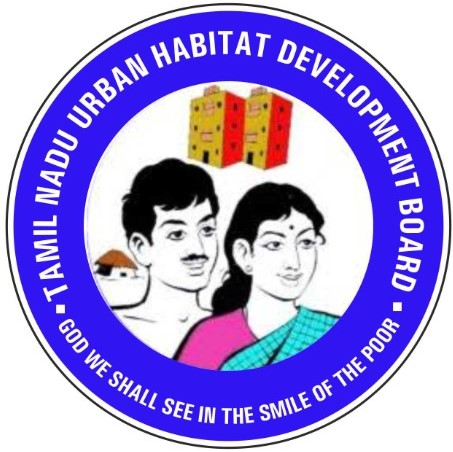 TAMIL NADU URBAN HABITAT DEVELOPMENT BOARD
GOD WE SHALL SEE IN THE SMILE OF THE POOR